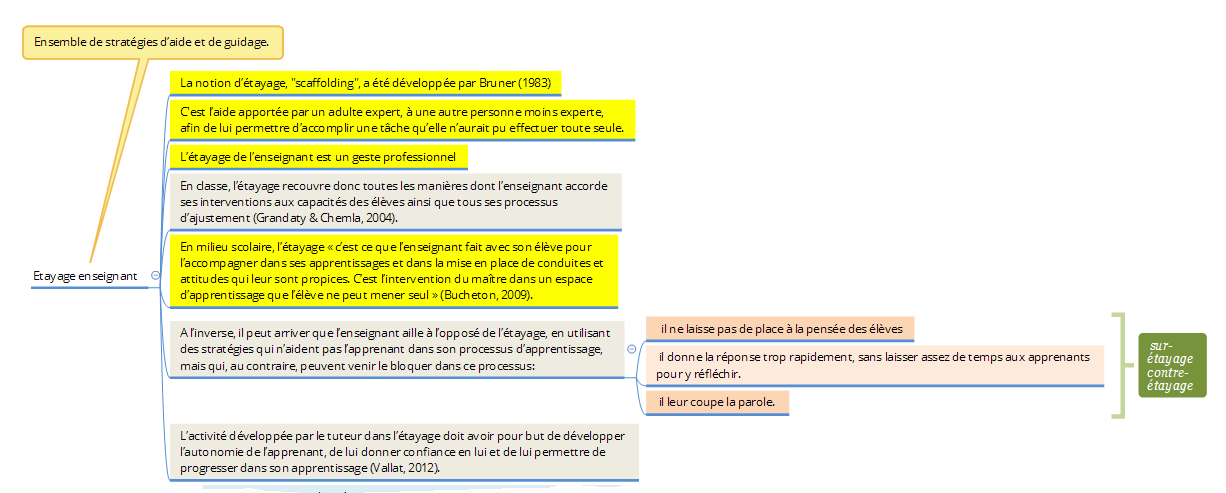 Ensemble de stratégies d'aide et de guidage.
La notion d'étayage, "scaffolding", a été développée par Bruner (1983)
C'est l'aide apportée par un adulte expert, à une autre personne moins experte,
afin de lui permettre d'accomplir une tâche qu'elle n'aurait pu effectuer toute seule.
L'étayage de l'enseignant est un geste professionnel
En classe, l'étayage recouvre donc toutes les manières dont l'enseignant accorde
ses interventions aux capacités des élèves ainsi que tous ses processus
d'ajustement (Grandaty & Chemla, 2004).
En milieu scolaire, l'étayage « c'est ce que l'enseignant fait avec son élève pour
l'accompagner dans ses apprentissages et dans la mise en place de conduites et
attitudes qui leur sont propices. C'est l'intervention du maître dans un espace
d'apprentissage que l'élève ne peut mener seul » (Bucheton, 2009).
Etayage enseignant
A l'inverse, il peut arriver que l'enseignant aille à l'opposé de l'étayage, en utilisant
des stratégies qui n'aident pas l'apprenant dans son processus d'apprentissage,
mais qui, au contraire, peuvent venir le bloquer dans ce processus:
il ne laisse pas de place à la pensée des élèves
il donne la réponse trop rapidement, sans laisser assez de temps aux apprenants
pour y réfléchir.
il leur coupe la parole.
sur-
étayage
contre-
étayage
L'activité développée par le tuteur dans l'étayage doit avoir pour but de développer
l'autonomie de l'apprenant, de lui donner confiance en lui et de lui permettre de
progresser dans son apprentissage (Vallat, 2012).